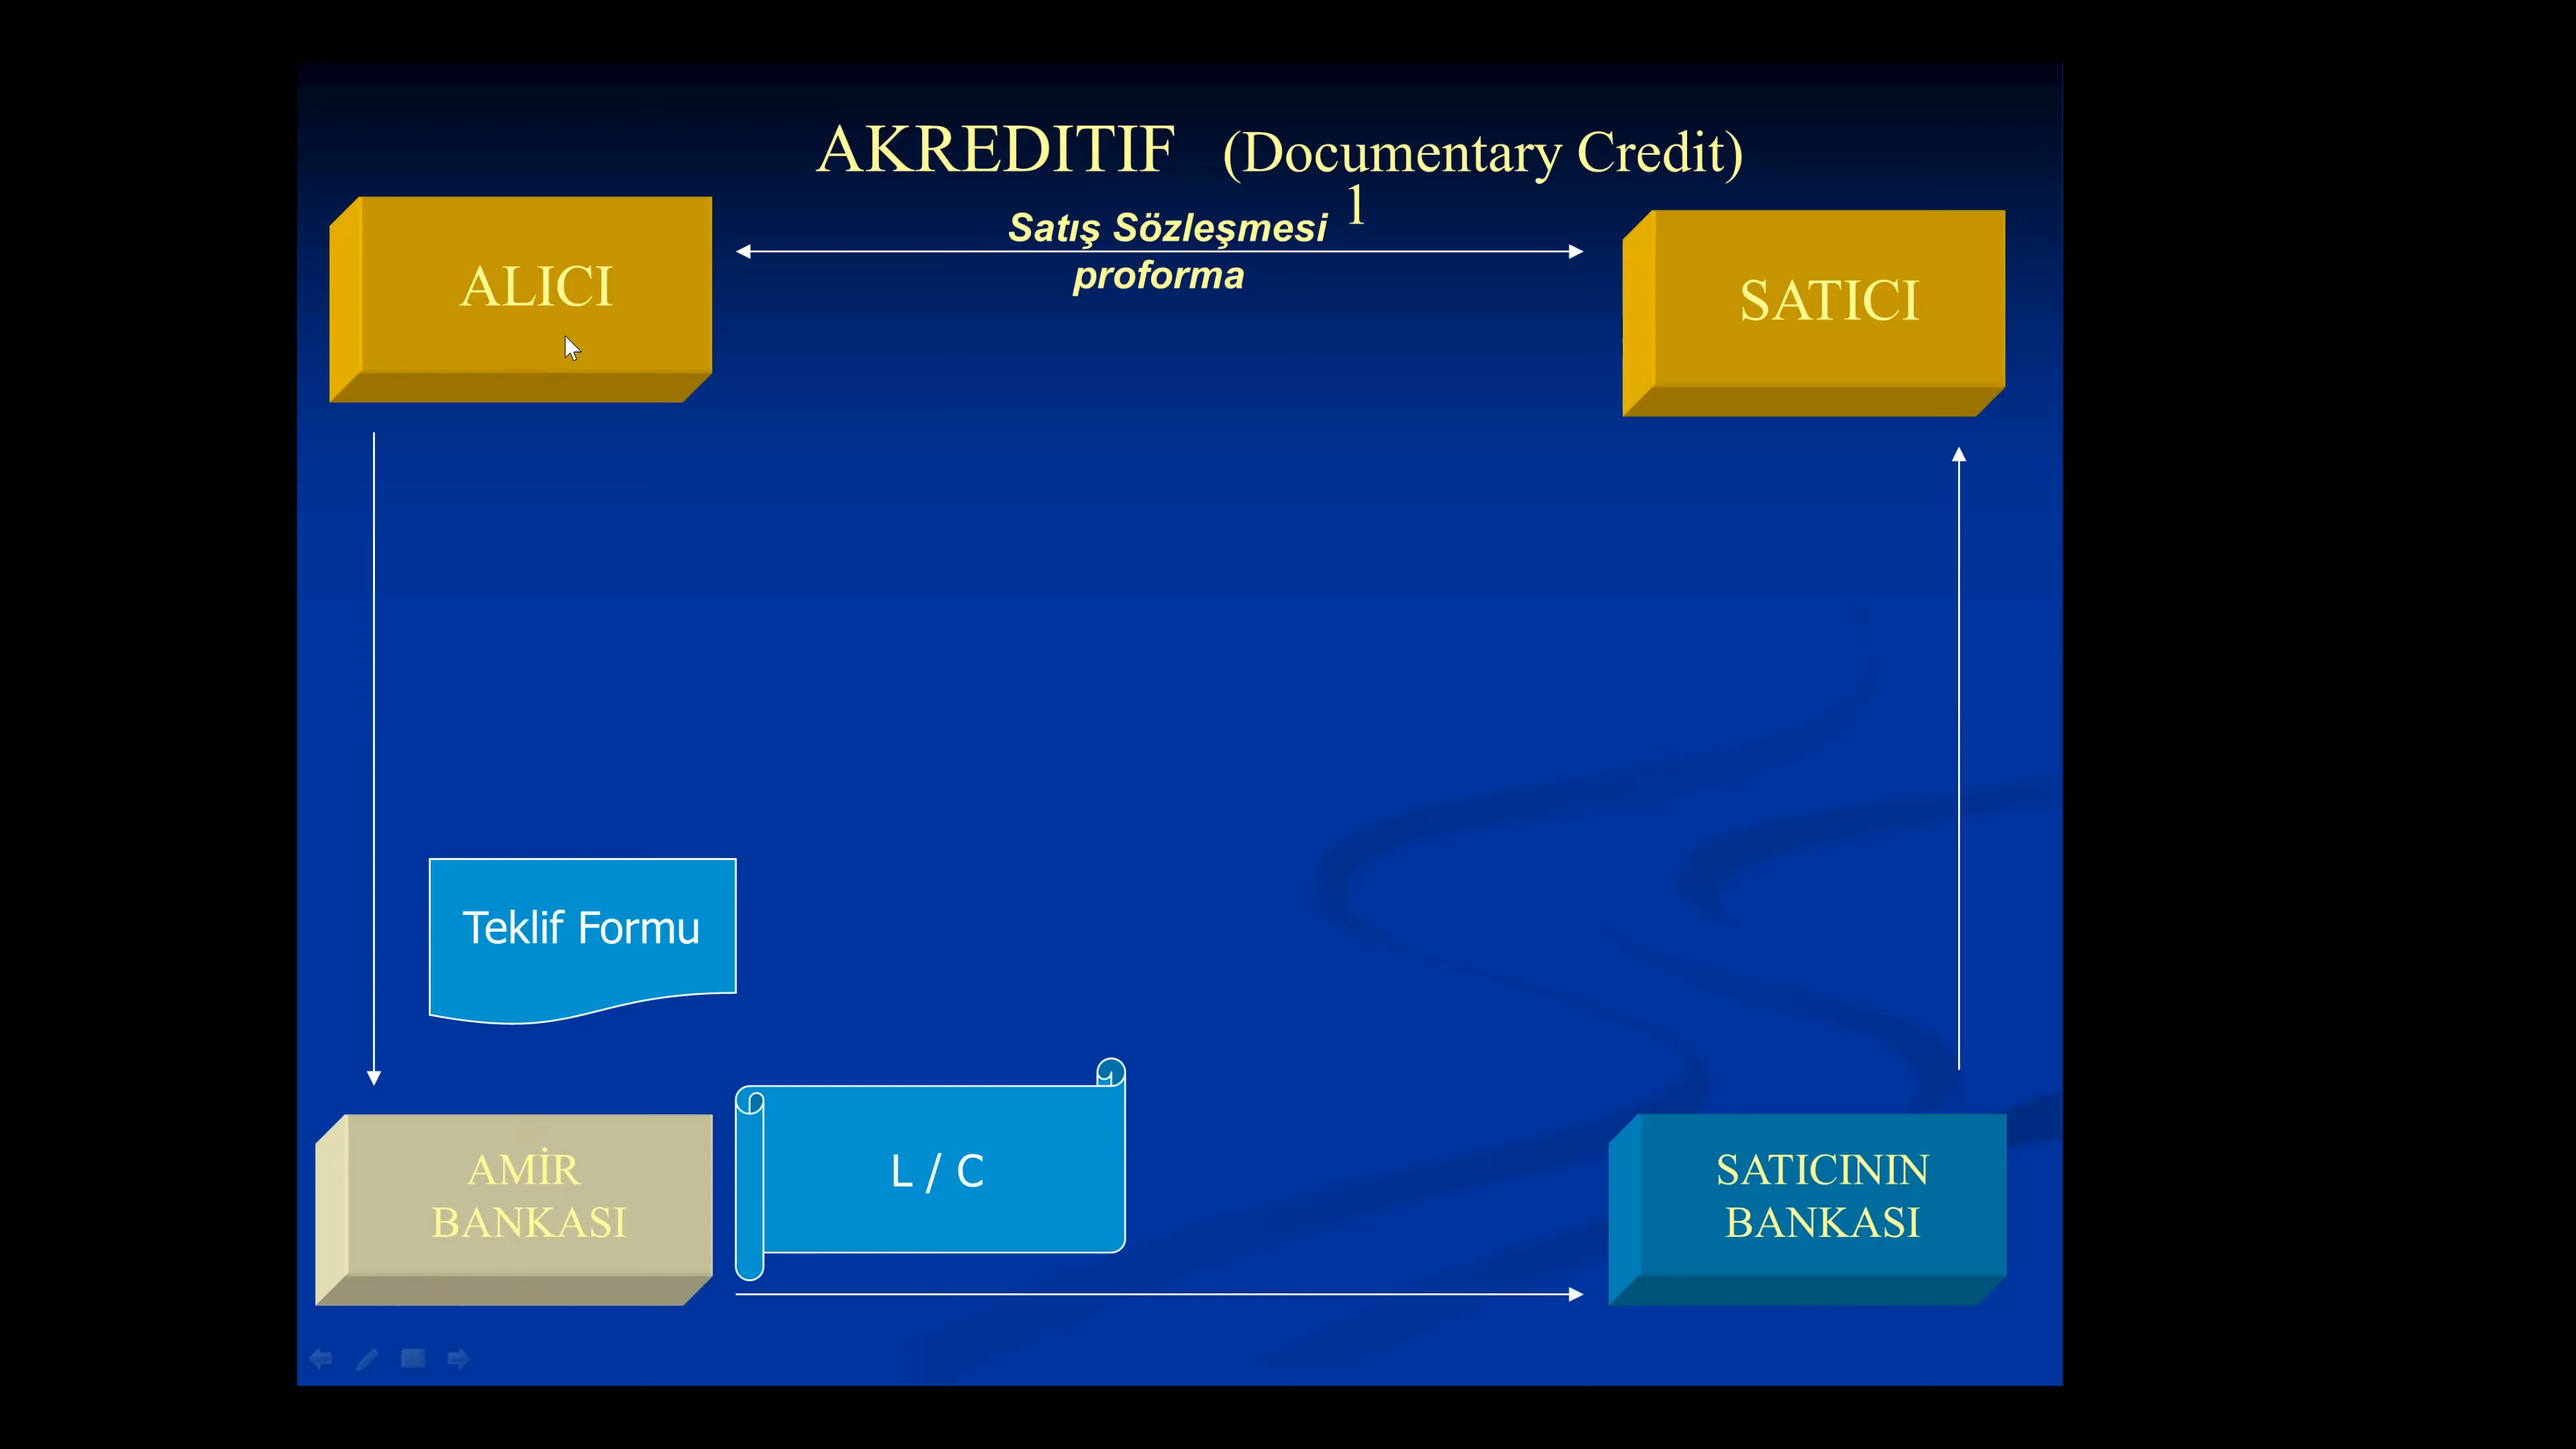 AKREDITIF (Documentary Credit)
1
Satış Sözleşmesi
proforma
ALICI
SATICI
Teklif Formu
L / C
AMİR
BANKASI
SATICININ
BANKASI